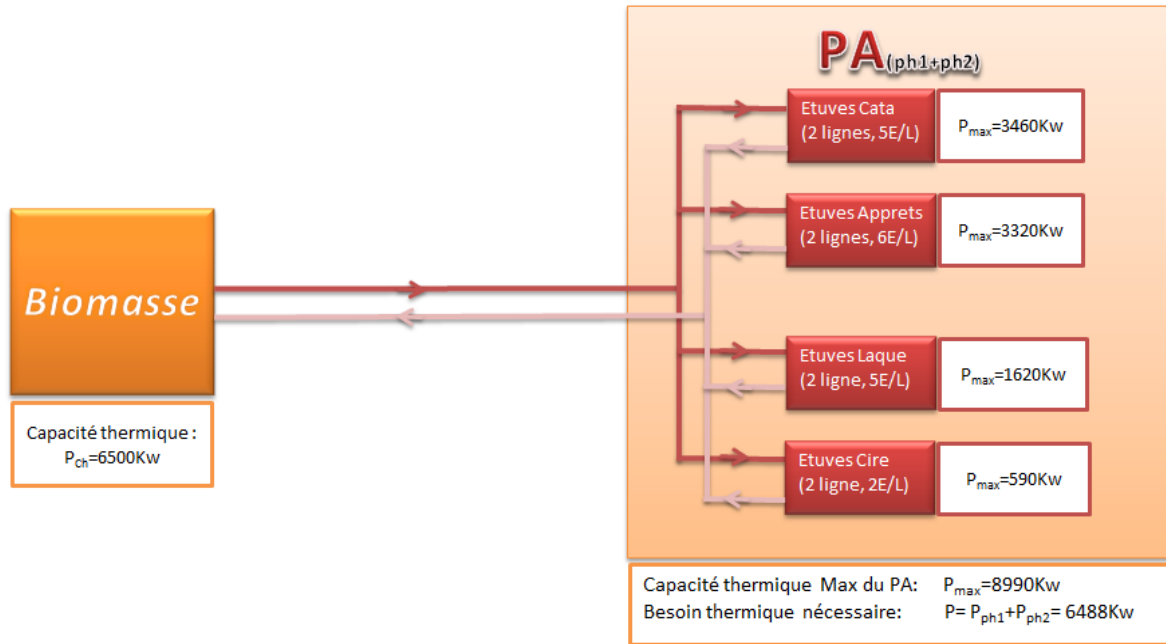 PA(ph1+ph2)
Etuves Cata
(2 lignes, 5E/L)
Pmax=3460Kw
Etuves Apprets
(2 lignes, 6E/L)
Pmax=3320Kw
Biomasse
Etuves Laque
(2 ligne, 5E/L)
Pmax=1620Kw
Capacité thermique :
Pch=6500Kw
Etuves Cire
(2 ligne, 2E/L)
Pmax=590Kw
Capacité thermique Max du PA: Pmax=8990Kw
Besoin thermique nécessaire: P= Pph1+Pph2= 6488Kw